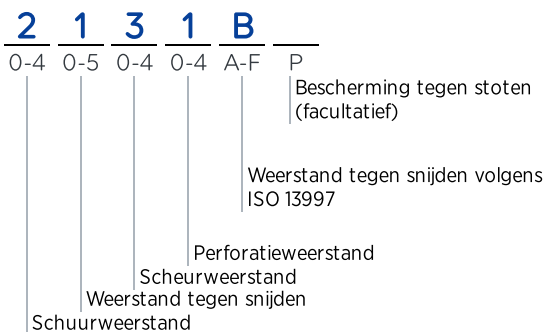 2 1 3 1 B
0-4 0-5 0-4 0-4 A-F P
Bescherming tegen stoten
(facultatief)
Weerstand tegen snijden volgens
ISO 13997
Perforatieweerstand
Scheurweerstand
Weerstand tegen snijden
Schuurweerstand